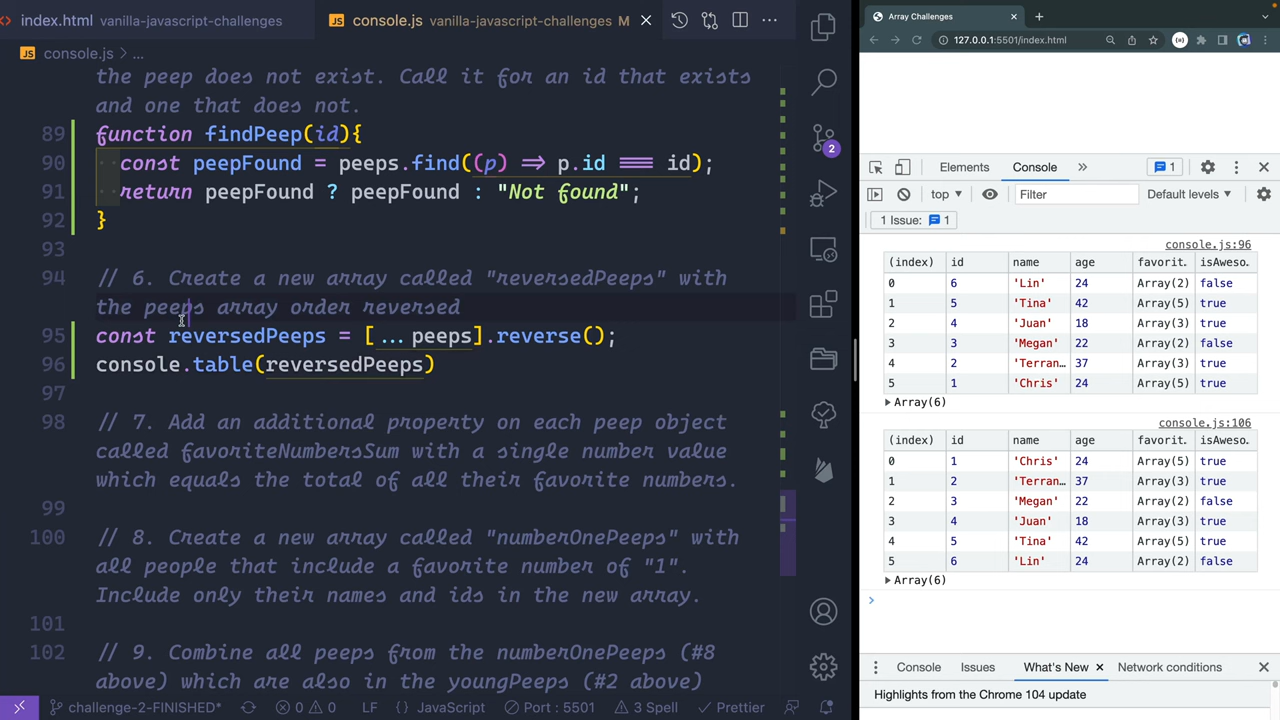 index.html vanilla-javascript-challenges
JS console.js vanilla-javascript-challenges M
JS console.js > ...
the peep does not exist. Call it for an id that exists
and one that does not.
89 function findPeep(id){
90 const peepFound = peeps.find((p) => p.id === id);
91 return peepFound ? peepFound : "Not found";
92 }
93
94 // 6. Create a new array called "reversedPeeps" with
the peeps array order reversed
95 const reversedPeeps = [...peeps].reverse();
96 console.table(reversedPeeps)
97
98 // 7. Add an additional property on each peep object
called favoriteNumbersSum with a single number value
which equals the total of all their favorite numbers.
99
100 // 8. Create a new array called "numberOnePeeps" with
all people that include a favorite number of "1".
Include only their names and ids in the new array.
101
102 // 9. Combine all peeps from the numberOnePeeps (#8
above) which are also in the youngPeeps (#2 above)
challenge-2-FINISHED* 0 0 LF {} JavaScript Port : 5501 3 Spell Prettier
2
Array Challenges
127.0.0.1:5501/index.html
Elements Console 1
top Filter Default levels
1 Issue: 1
console.js:96
(index) id name age favorit. isAweso.
0 6 'Lin' 24 Array(2) false
1 5 'Tina' 42 Array(5) true
2 4 'Juan' 18 Array(3) true
3 3 'Megan' 22 Array(2) false
4 2 'Terran… 37 Array(3) true
5 1 'Chris' 24 Array(5) true
Array(6)
console.js:106
(index) id name age favorit. isAweso.
0 1 'Chris' 24 Array(5) true
1 2 'Terran… 37 Array(3) true
2 3 'Megan' 22 Array(2) false
3 4 'Juan' 18 Array(3) true
4 5 'Tina' 42 Array(5) true
5 6 'Lin' 24 Array(2) false
Array(6)
Console Issues What's New Network conditions
Highlights from the Chrome 104 update